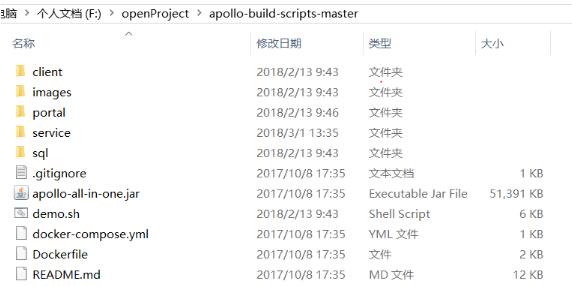 电脑 › 个人文档 (F:) › openProject › apollo-build-scripts-master
名称 修改日期 类型 大小
client 2018/2/13 9:43 文件夹
images 2018/2/13 9:43 文件夹
portal 2018/2/13 9:46 文件夹
service 2018/3/1 13:35 文件夹
sql 2018/2/13 9:43 文件夹
.gitignore 2017/10/8 17:35 文本文档 1 KB
apollo-all-in-one.jar 2017/10/8 17:35 Executable Jar File 51,391 KB
demo.sh 2018/2/13 9:43 Shell Script 6 KB
docker-compose.yml 2017/10/8 17:35 YML 文件 1 KB
Dockerfile 2017/10/8 17:35 文件 2 KB
README.md 2017/10/8 17:35 MD 文件 12 KB